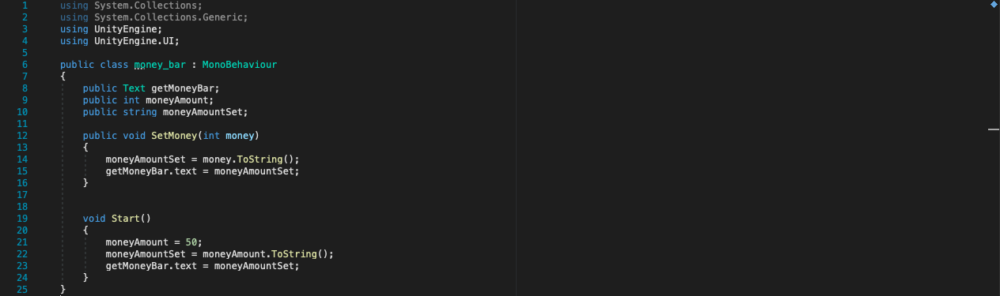 1 using System.Collections;
2 using System.Collections.Generic;
3 using UnityEngine;
4 using UnityEngine.UI;
5
6 public class money_bar : MonoBehaviour
7 {
8     public Text getMoneyBar;
9     public int moneyAmount;
10     public string moneyAmountSet;
11
12     public void SetMoney(int money)
13     {
14         moneyAmountSet = money.ToString();
15         getMoneyBar.text = moneyAmountSet;
16     }
17
18
19     void Start()
20     {
21         moneyAmount = 50;
22         moneyAmountSet = moneyAmount.ToString();
23         getMoneyBar.text = moneyAmountSet;
24     }
25 }